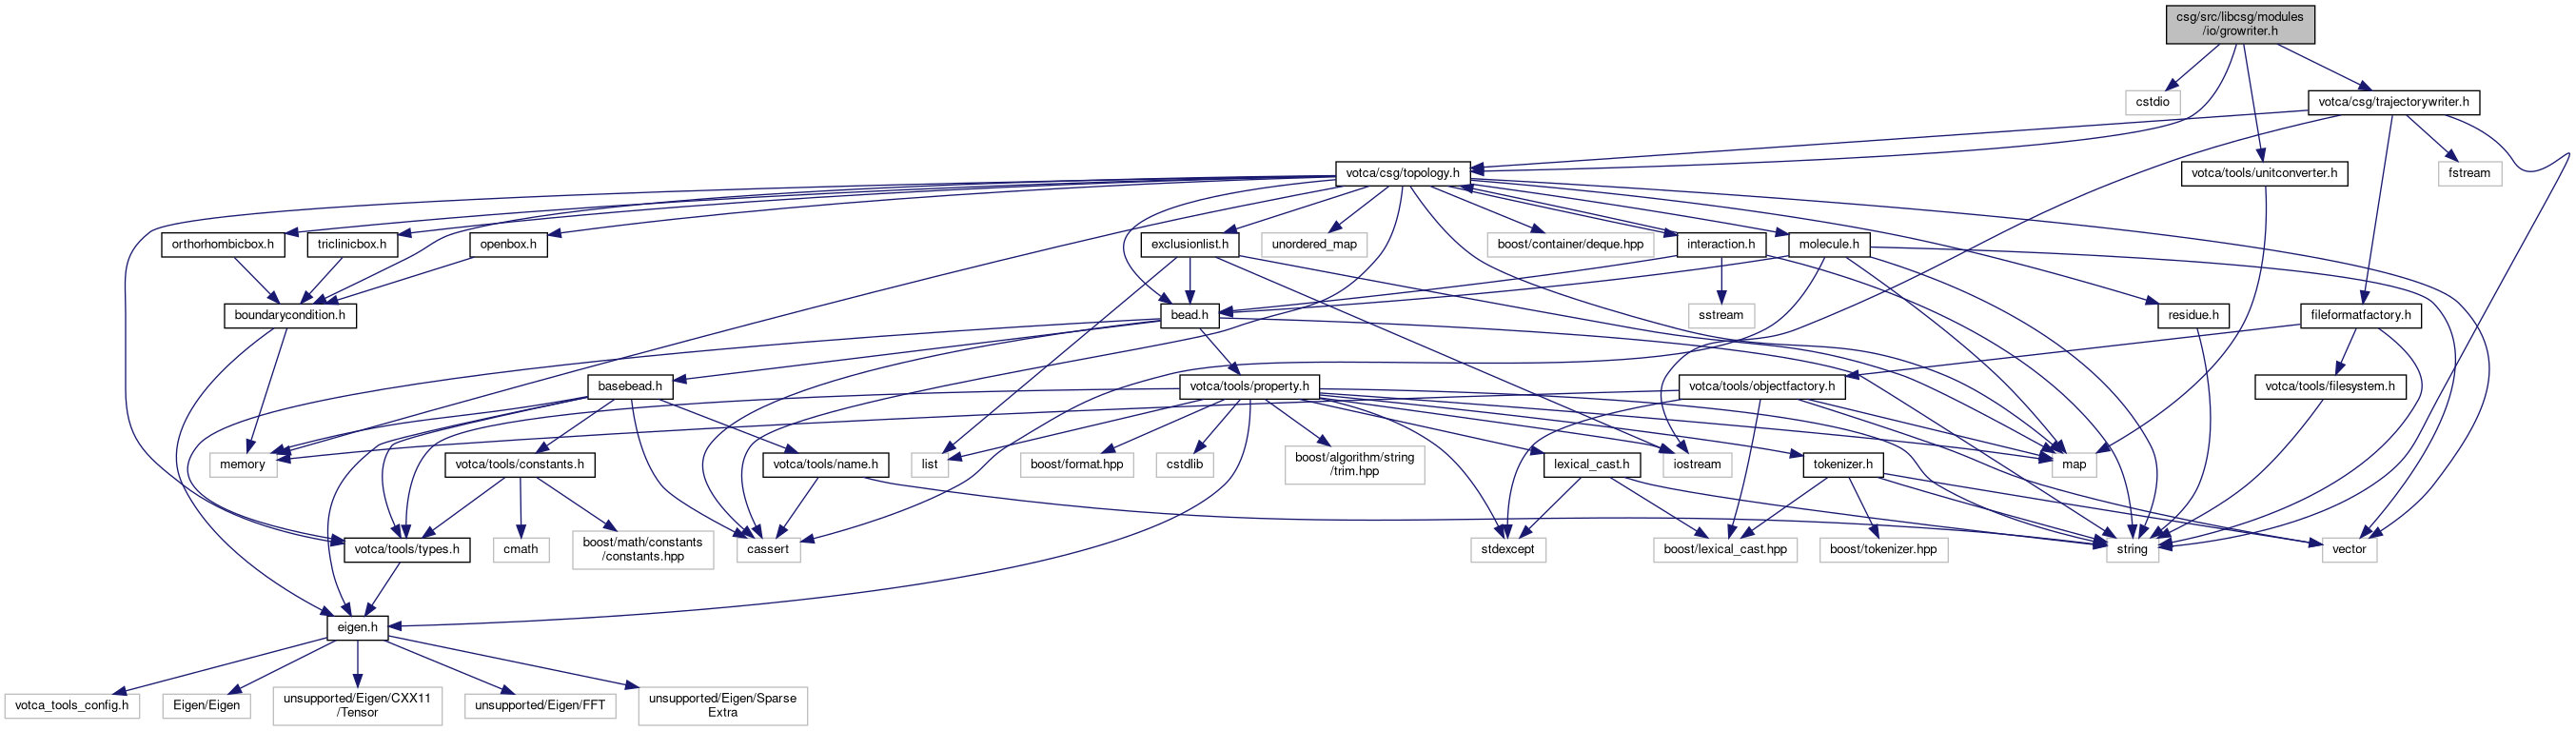 csg/src/libcsg/modules
/io/growriter.h
cstdio
votca/csg/trajectorywriter.h
votca/csg/topology.h
votca/tools/unitconverter.h
fstream
orthorhombicbox.h
triclinicbox.h
openbox.h
exclusionlist.h
unordered_map
boost/container/deque.hpp
interaction.h
molecule.h
boundarycondition.h
bead.h
sstream
residue.h
fileformatfactory.h
basebead.h
votca/tools/property.h
votca/tools/objectfactory.h
votca/tools/filesystem.h
memory
votca/tools/constants.h
votca/tools/name.h
list
boost/format.hpp
cstdlib
boost/algorithm/string
/trim.hpp
lexical_cast.h
iostream
tokenizer.h
map
votca/tools/types.h
cmath
boost/math/constants
/constants.hpp
cassert
stdexcept
boost/lexical_cast.hpp
boost/tokenizer.hpp
string
vector
eigen.h
votca_tools_config.h
Eigen/Eigen
unsupported/Eigen/CXX11
/Tensor
unsupported/Eigen/FFT
unsupported/Eigen/Sparse
Extra